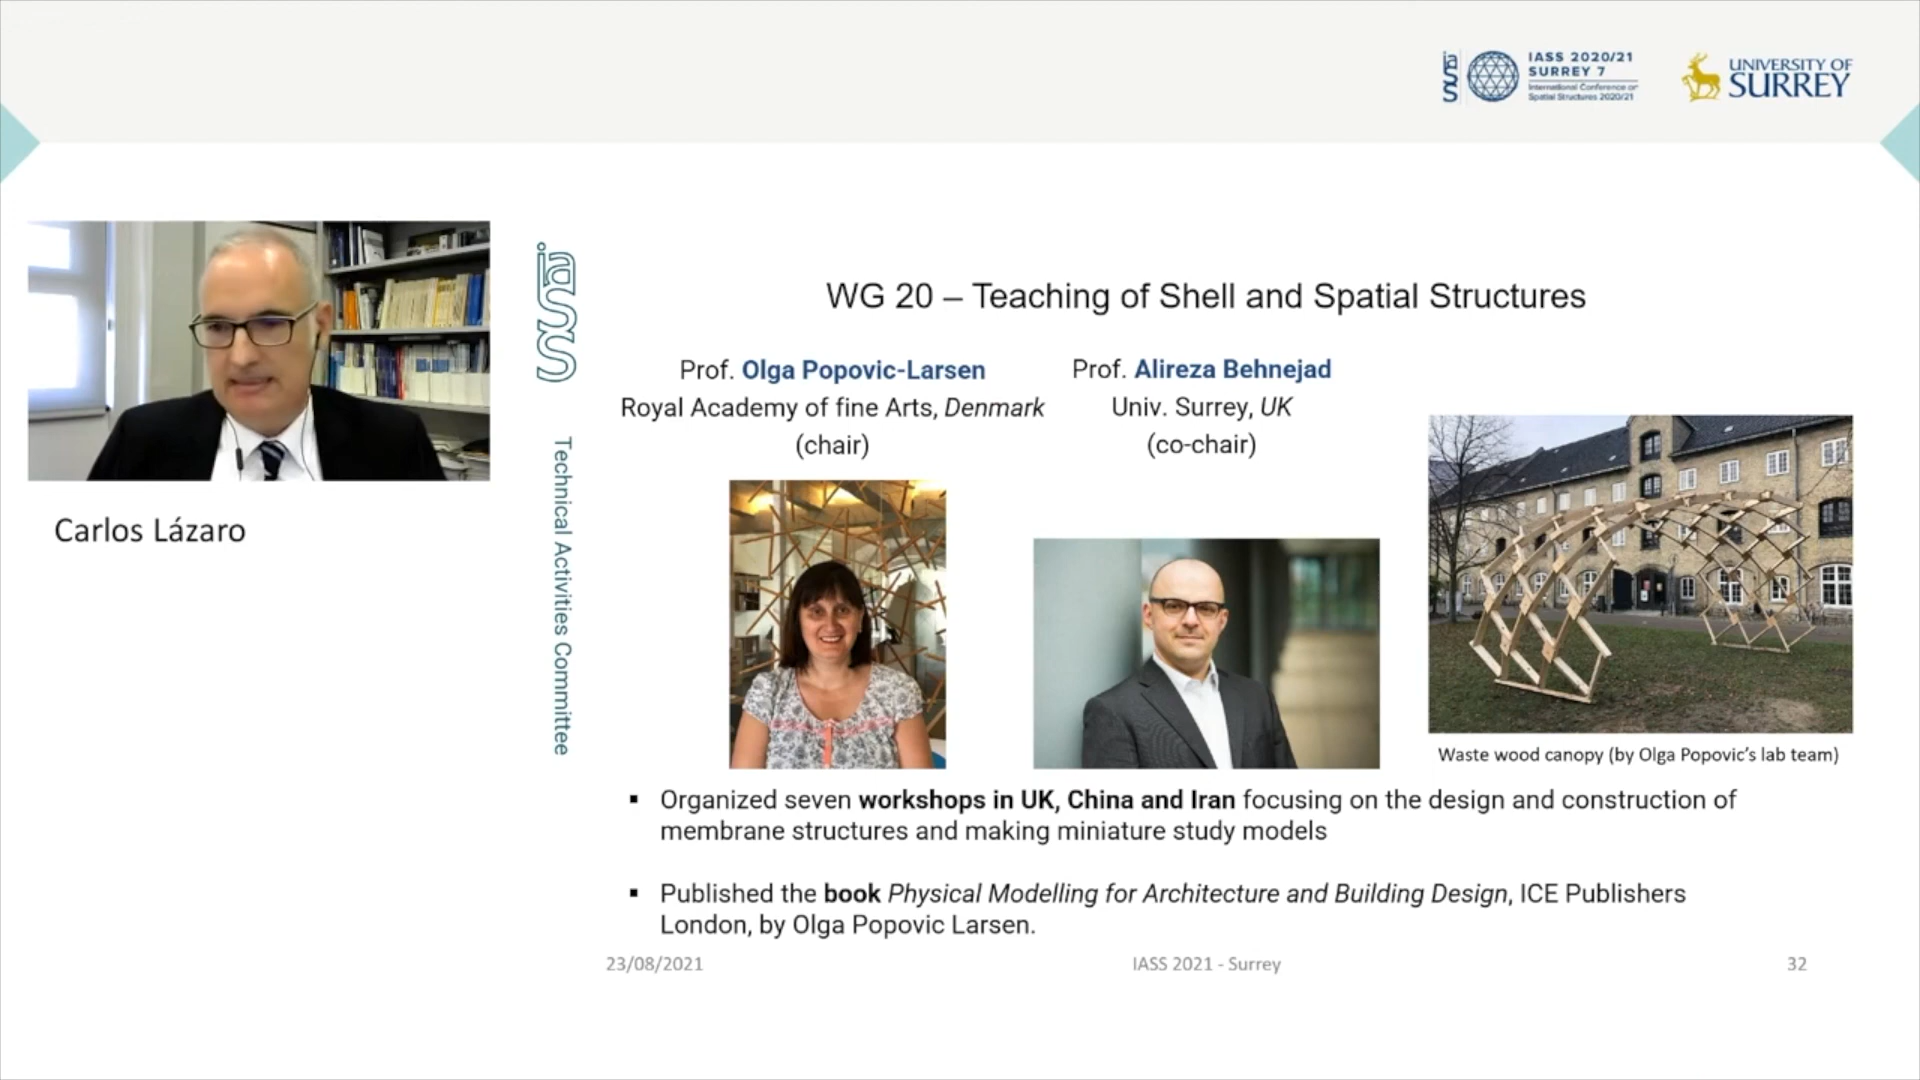 iass
IASS 2020/21
SURREY 7
International Conference on
Spatial Structures 2020/21
UNIVERSITY OF
SURREY
Carlos Lázaro
iass
Technical Activities Committee
WG 20 – Teaching of Shell and Spatial Structures
Prof. Olga Popovic-Larsen
Royal Academy of fine Arts, Denmark
(chair)
Prof. Alireza Behnejad
Univ. Surrey, UK
(co-chair)
Waste wood canopy (by Olga Popovic’s lab team)
▪ Organized seven workshops in UK, China and Iran focusing on the design and construction of
membrane structures and making miniature study models
▪ Published the book Physical Modelling for Architecture and Building Design, ICE Publishers
London, by Olga Popovic Larsen.
23/08/2021
IASS 2021 - Surrey
32